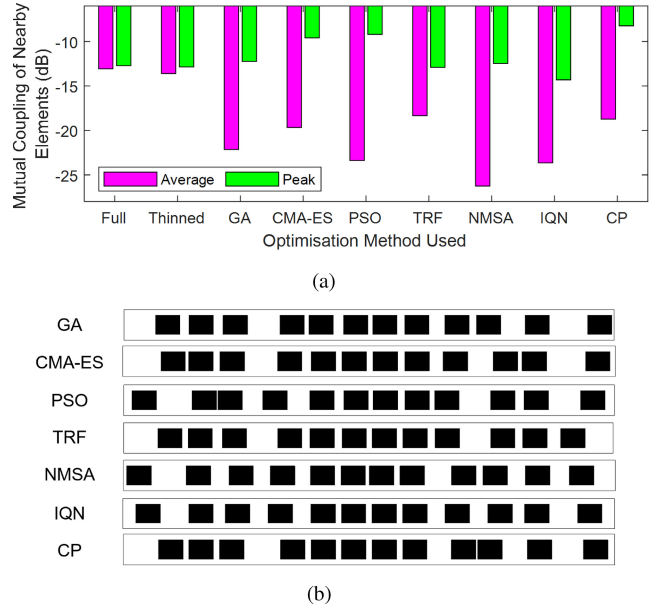 Mutual Coupling of Nearby
Elements (dB)
-10
-15
-20
-25
Average Peak
Full Thinned GA CMA-ES PSO TRF NMSA IQN CP
Optimisation Method Used
(a)
GA
CMA-ES
PSO
TRF
NMSA
IQN
CP
(b)